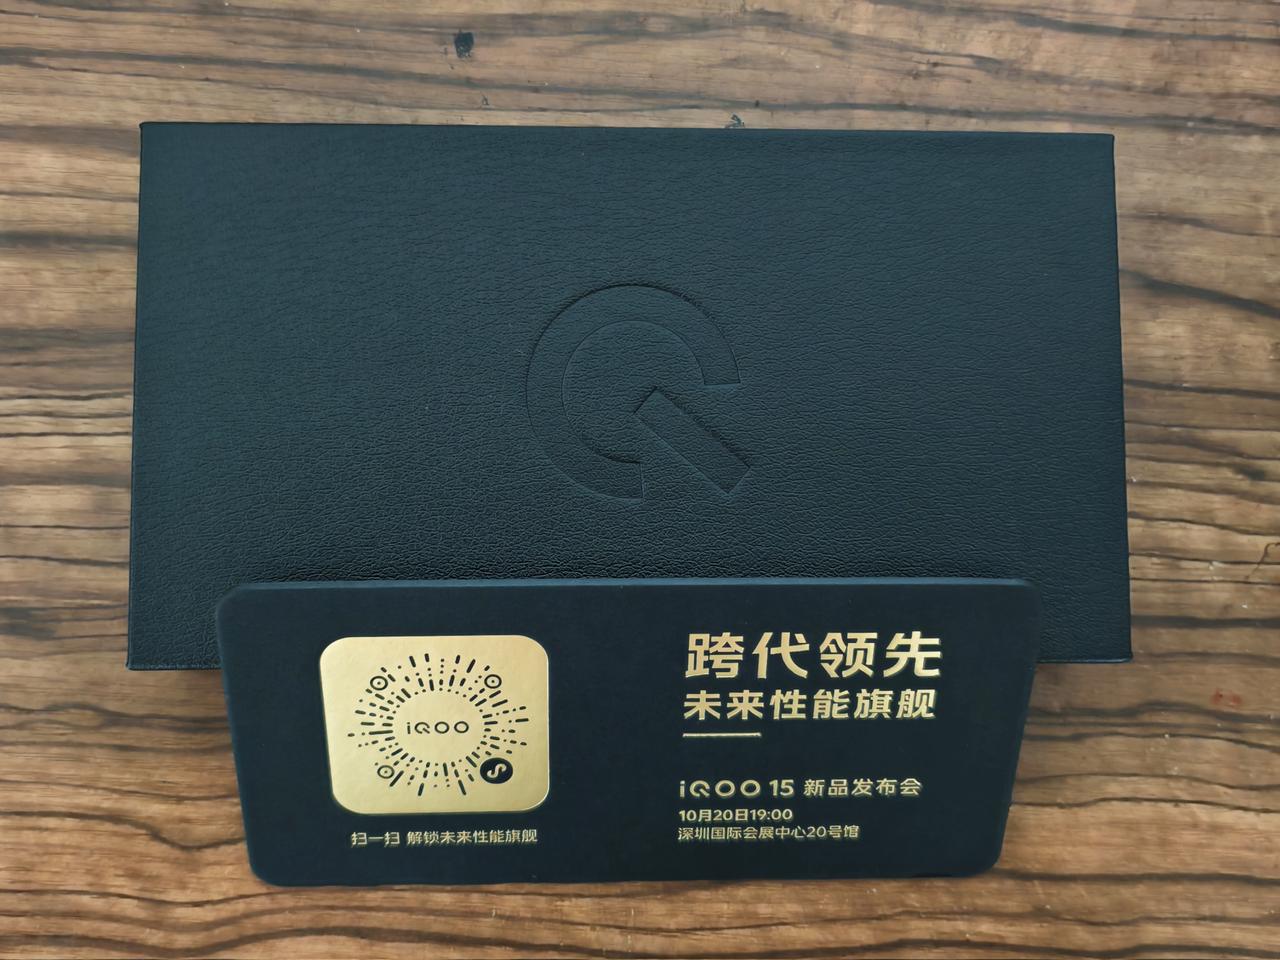 iQOO
扫一扫 解锁未来性能旗舰
跨代领先
未来性能旗舰
iQOO 15 新品发布会
10月20日19:00
深圳国际会展中心20号馆